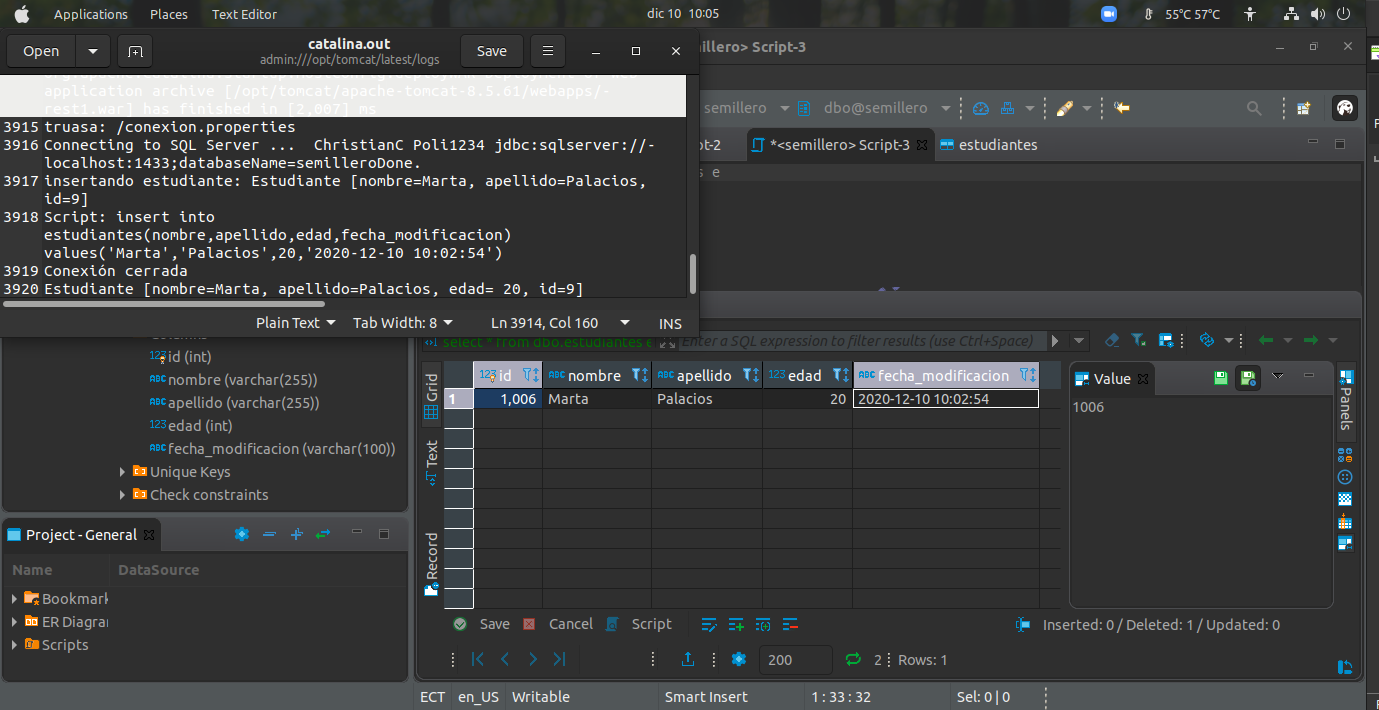 Applications Places Text Editor dic 10 10:05 55°C 57°C
Open catalina.out Save
admin:///opt/tomcat/latest/logs
application archive [/opt/tomcat/apache-tomcat-8.5.61/webapps/-
rest1.war] has finished in [2,007] ms
3915 truasa: /conexion.properties
3916 Connecting to SQL Server ... ChristianC Poli1234 jdbc:sqlserver://-
localhost:1433;databaseName=semilleroDone.
3917 insertando estudiante: Estudiante [nombre=Marta, apellido=Palacios,
id=9]
3918 Script: insert into
estudiantes(nombre,apellido,edad,fecha_modificacion)
values('Marta','Palacios',20,'2020-12-10 10:02:54')
3919 Conexión cerrada
3920 Estudiante [nombre=Marta, apellido=Palacios, edad= 20, id=9]
Plain Text Tab Width: 8 Ln 3914, Col 160 INS
millero> Script-3
semillero dbo@semillero
pt-2 *<semillero> Script-3 estudiantes
s e
id (int)
nombre (varchar(255))
apellido (varchar(255))
edad (int)
fecha_modificacion (varchar(100))
Unique Keys
Check constraints
Project - General
Name DataSource
Bookmark
ER Diagra
Scripts
select * from dbo.estudiantes e Enter a SQL expression to filter results (use Ctrl+Space)
Grid
Text
Record
123 id ABC nombre ABC apellido 123 edad ABC fecha_modificacion
1 1,006 Marta Palacios 20 2020-12-10 10:02:54
Value
1006
Panels
Save Cancel Script Inserted: 0 / Deleted: 1 / Updated: 0
200 2 Rows: 1
ECT en_US Writable Smart Insert 1 : 33 : 32 Sel: 0 | 0